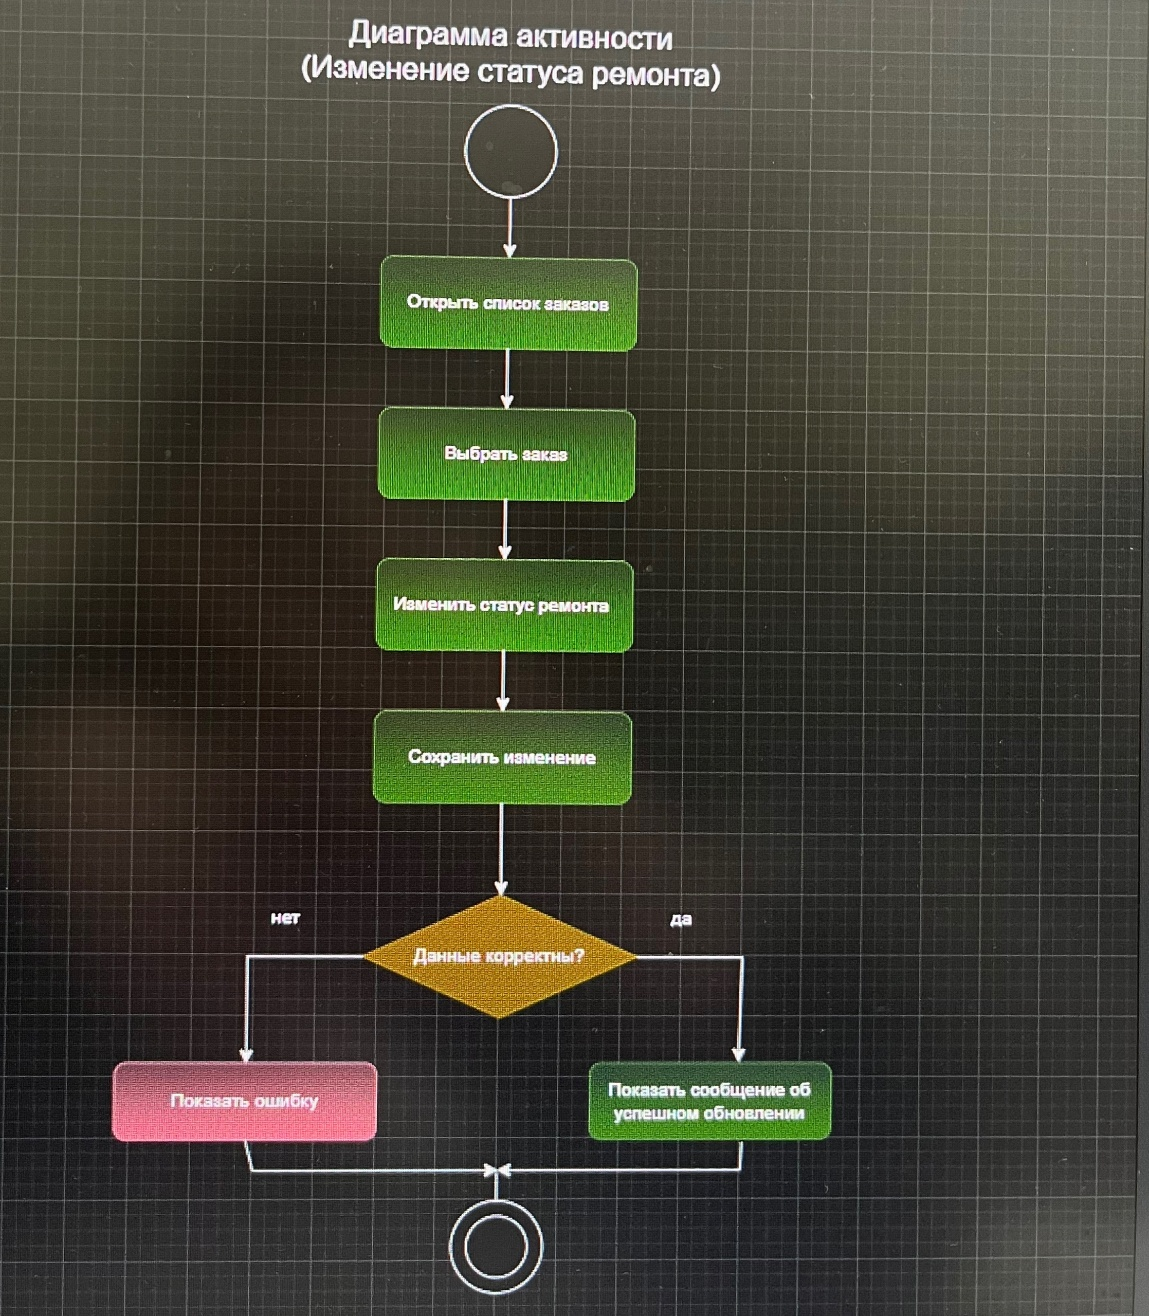 Диаграмма активности
(Изменение статуса ремонта)
Открыть список заказов
Выбрать заказ
Изменить статус ремонта
Сохранить изменение
нет
да
Данные корректны?
Показать ошибку
Показать сообщение об
успешном обновлении